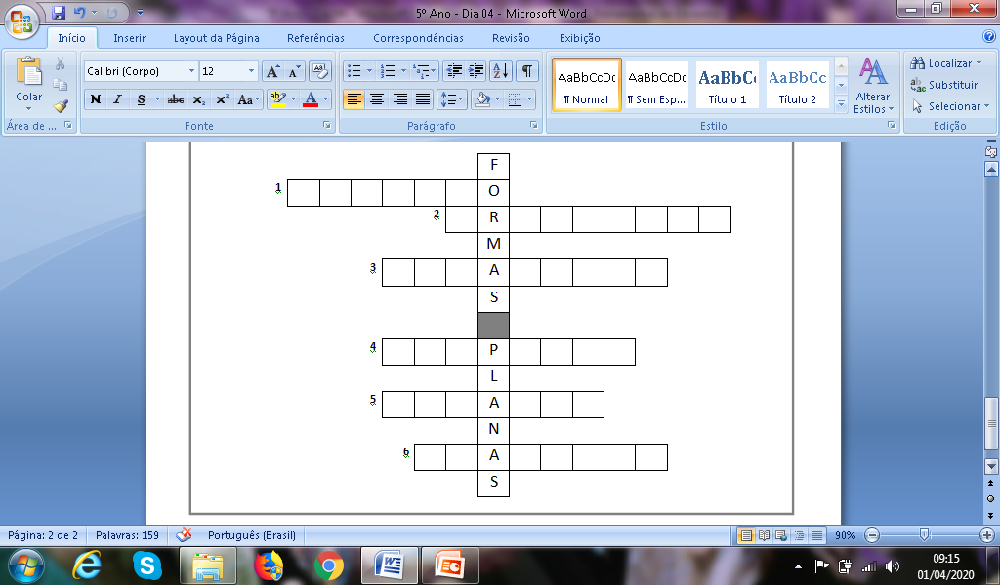 5º Ano - Dia 04 - Microsoft Word
Início Inserir Layout da Página Referências Correspondências Revisão Exibição
Colar
Calibri (Corpo) 12
N I S abc x₂ x² Aa
AaBbCcDc AaBbCcDc AaBbC AaBbCc
¶ Normal ¶ Sem Esp... Título 1 Título 2
Alterar Estilos
Localizar
Substituir
Selecionar
Área de ... Fonte Parágrafo Estilo Edição
F
1 O
2 R
M
3 A
S
4 P
L
5 A
N
6 A
S
Página: 2 de 2 Palavras: 159 Português (Brasil) 90%
09:15
01/04/2020